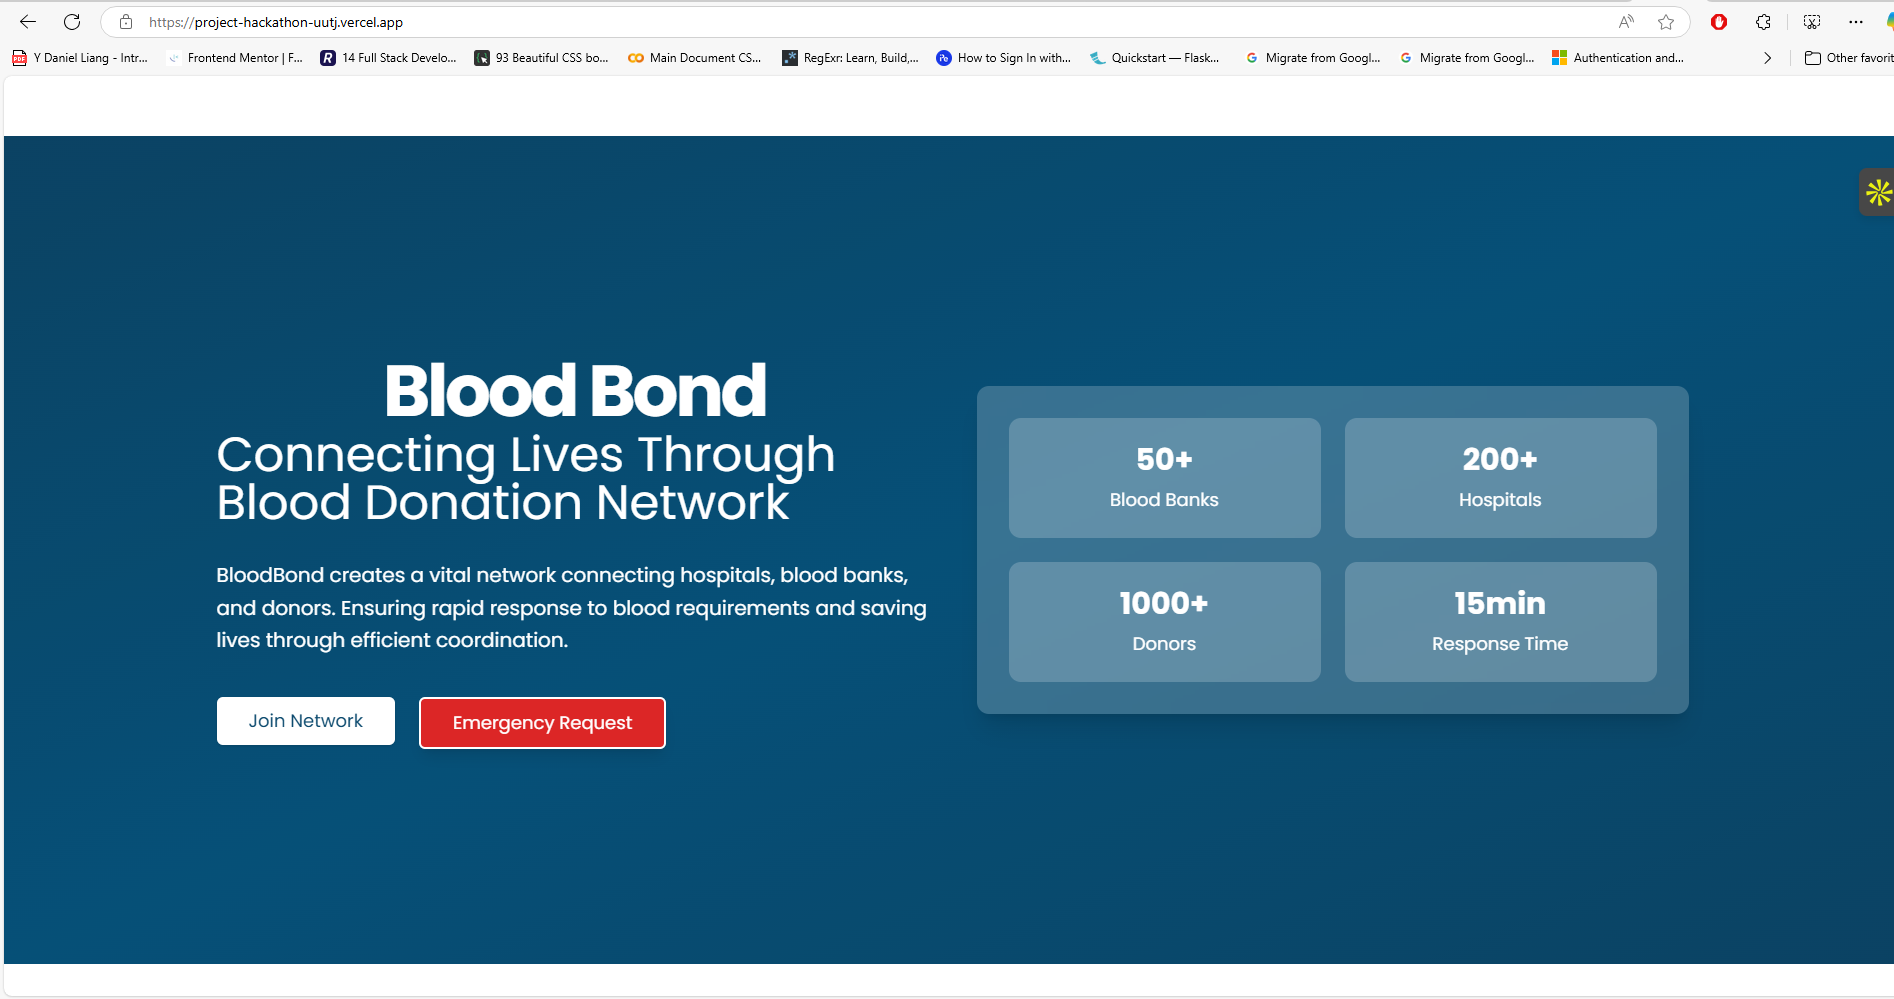 https://project-hackathon-uutj.vercel.app
Y Daniel Liang - Intr...
Frontend Mentor | F...
14 Full Stack Develo...
93 Beautiful CSS bo...
Main Document CS...
RegExr: Learn, Build,...
How to Sign In with...
Quickstart — Flask...
Migrate from Googl...
Migrate from Googl...
Authentication and...
Other favorit
Blood Bond
Connecting Lives Through
Blood Donation Network
BloodBond creates a vital network connecting hospitals, blood banks,
and donors. Ensuring rapid response to blood requirements and saving
lives through efficient coordination.
Join Network
Emergency Request
50+
Blood Banks
200+
Hospitals
1000+
Donors
15min
Response Time